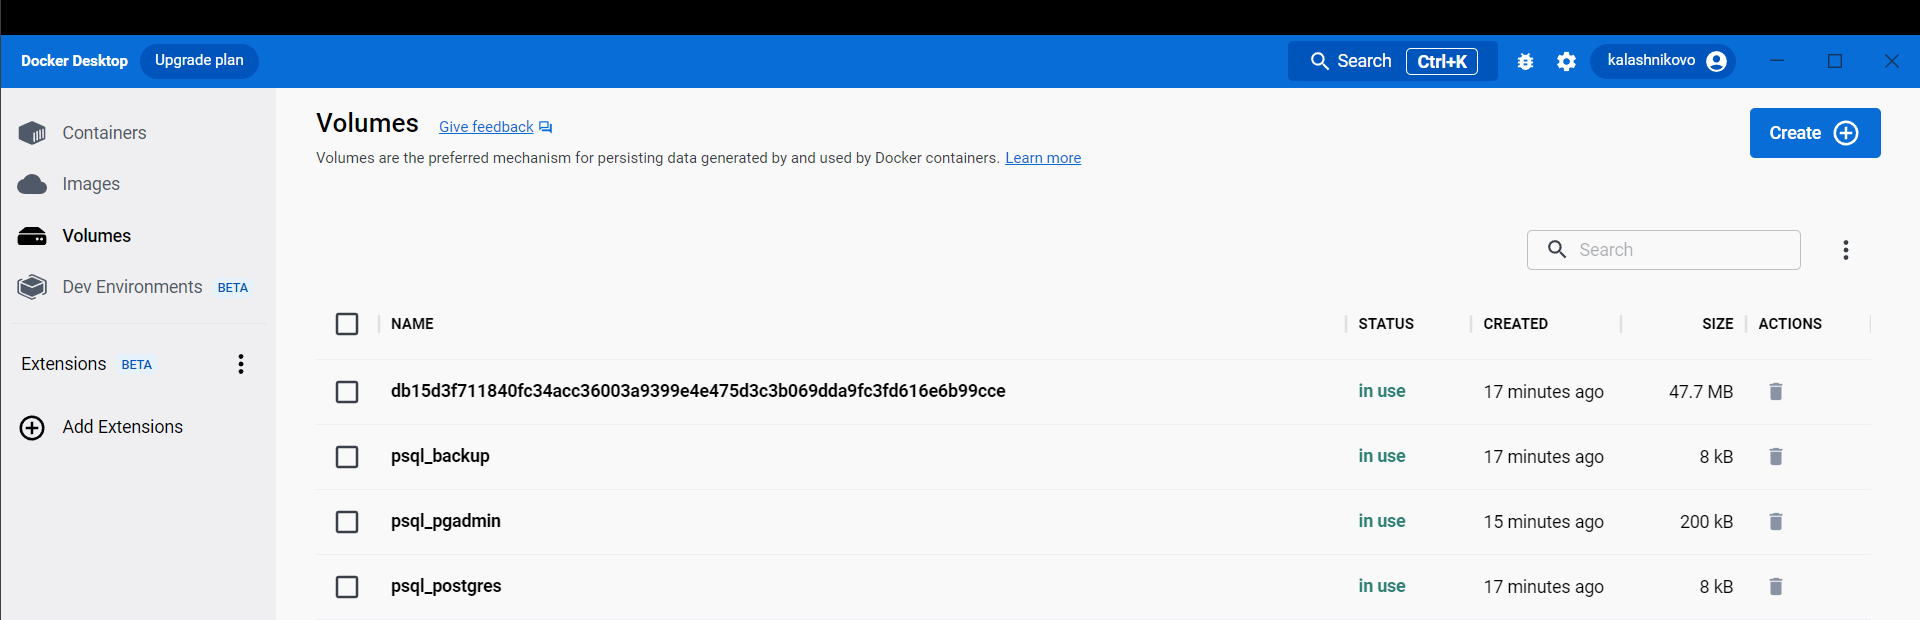 Docker Desktop Upgrade plan Search Ctrl+K kalashnikovo
Containers
Images
Volumes
Dev Environments BETA
Extensions BETA
Add Extensions
Volumes Give feedback
Volumes are the preferred mechanism for persisting data generated by and used by Docker containers. Learn more
Create
Search
NAME STATUS CREATED SIZE ACTIONS
db15d3f711840fc34acc36003a9399e4e475d3c3b069dda9fc3fd616e6b99cce in use 17 minutes ago 47.7 MB
psql_backup in use 17 minutes ago 8 kB
psql_pgadmin in use 15 minutes ago 200 kB
psql_postgres in use 17 minutes ago 8 kB